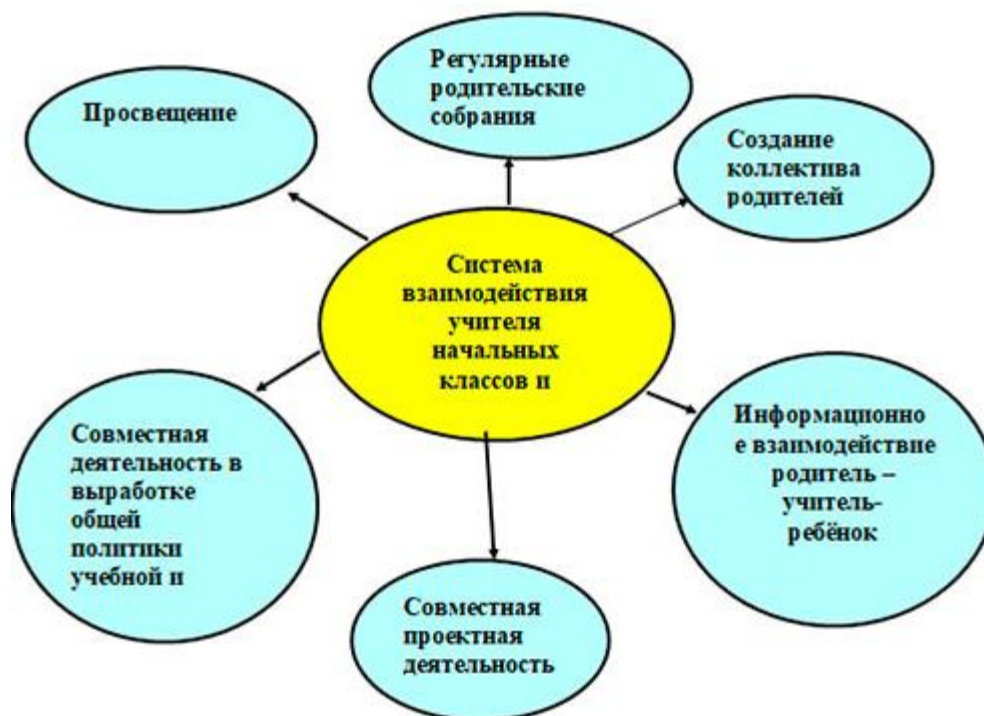 Просвещение
Регулярные
родительские
собрания
Создание
коллектива
родителей
Система
взаимодействия
учителя
начальных
классов и
Совместная
деятельность в
выработке
общей
политики
учебной и
Информационно
е взаимодействие
родитель –
учитель-
ребёнок
Совместная
проектная
деятельность